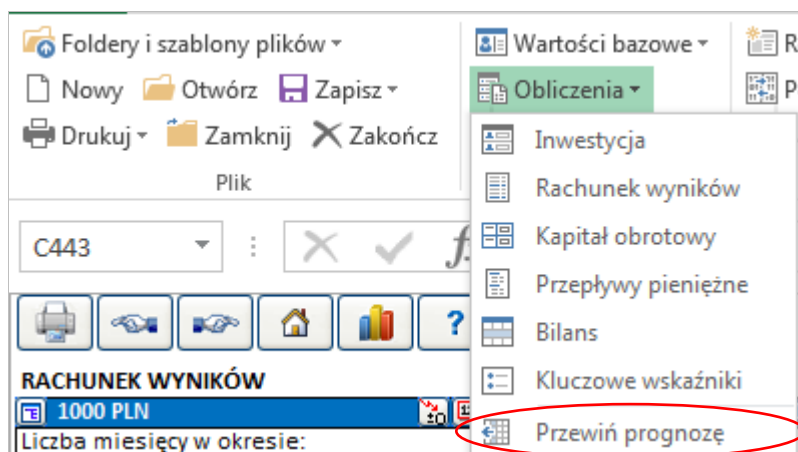 Foldery i szablony plików
Nowy Otwórz Zapisz
Drukuj Zamknij Zakończ
Plik
Wartości bazowe
Obliczenia
R
P
Inwestycja
Rachunek wyników
Kapitał obrotowy
Przepływy pieniężne
Bilans
Kluczowe wskaźniki
Przewiń prognozę
C443
f
?
RACHUNEK WYNIKÓW
1000 PLN
Liczba miesięcy w okresie: